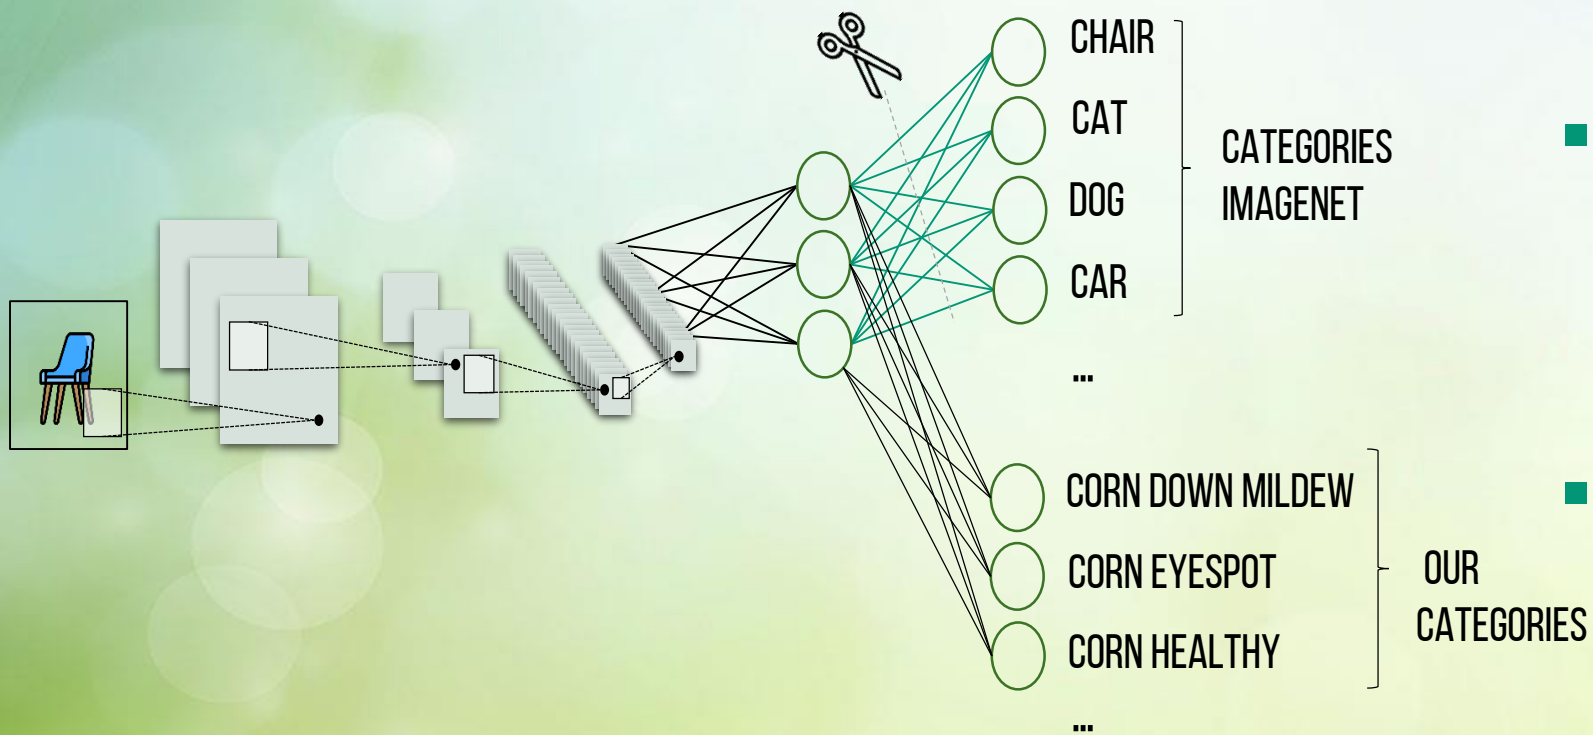 CHAIR
CAT
DOG
CAR
...
CATEGORIES
IMAGENET
CORN DOWN MILDEW
CORN EYESPOT
CORN HEALTHY
...
OUR
CATEGORIES